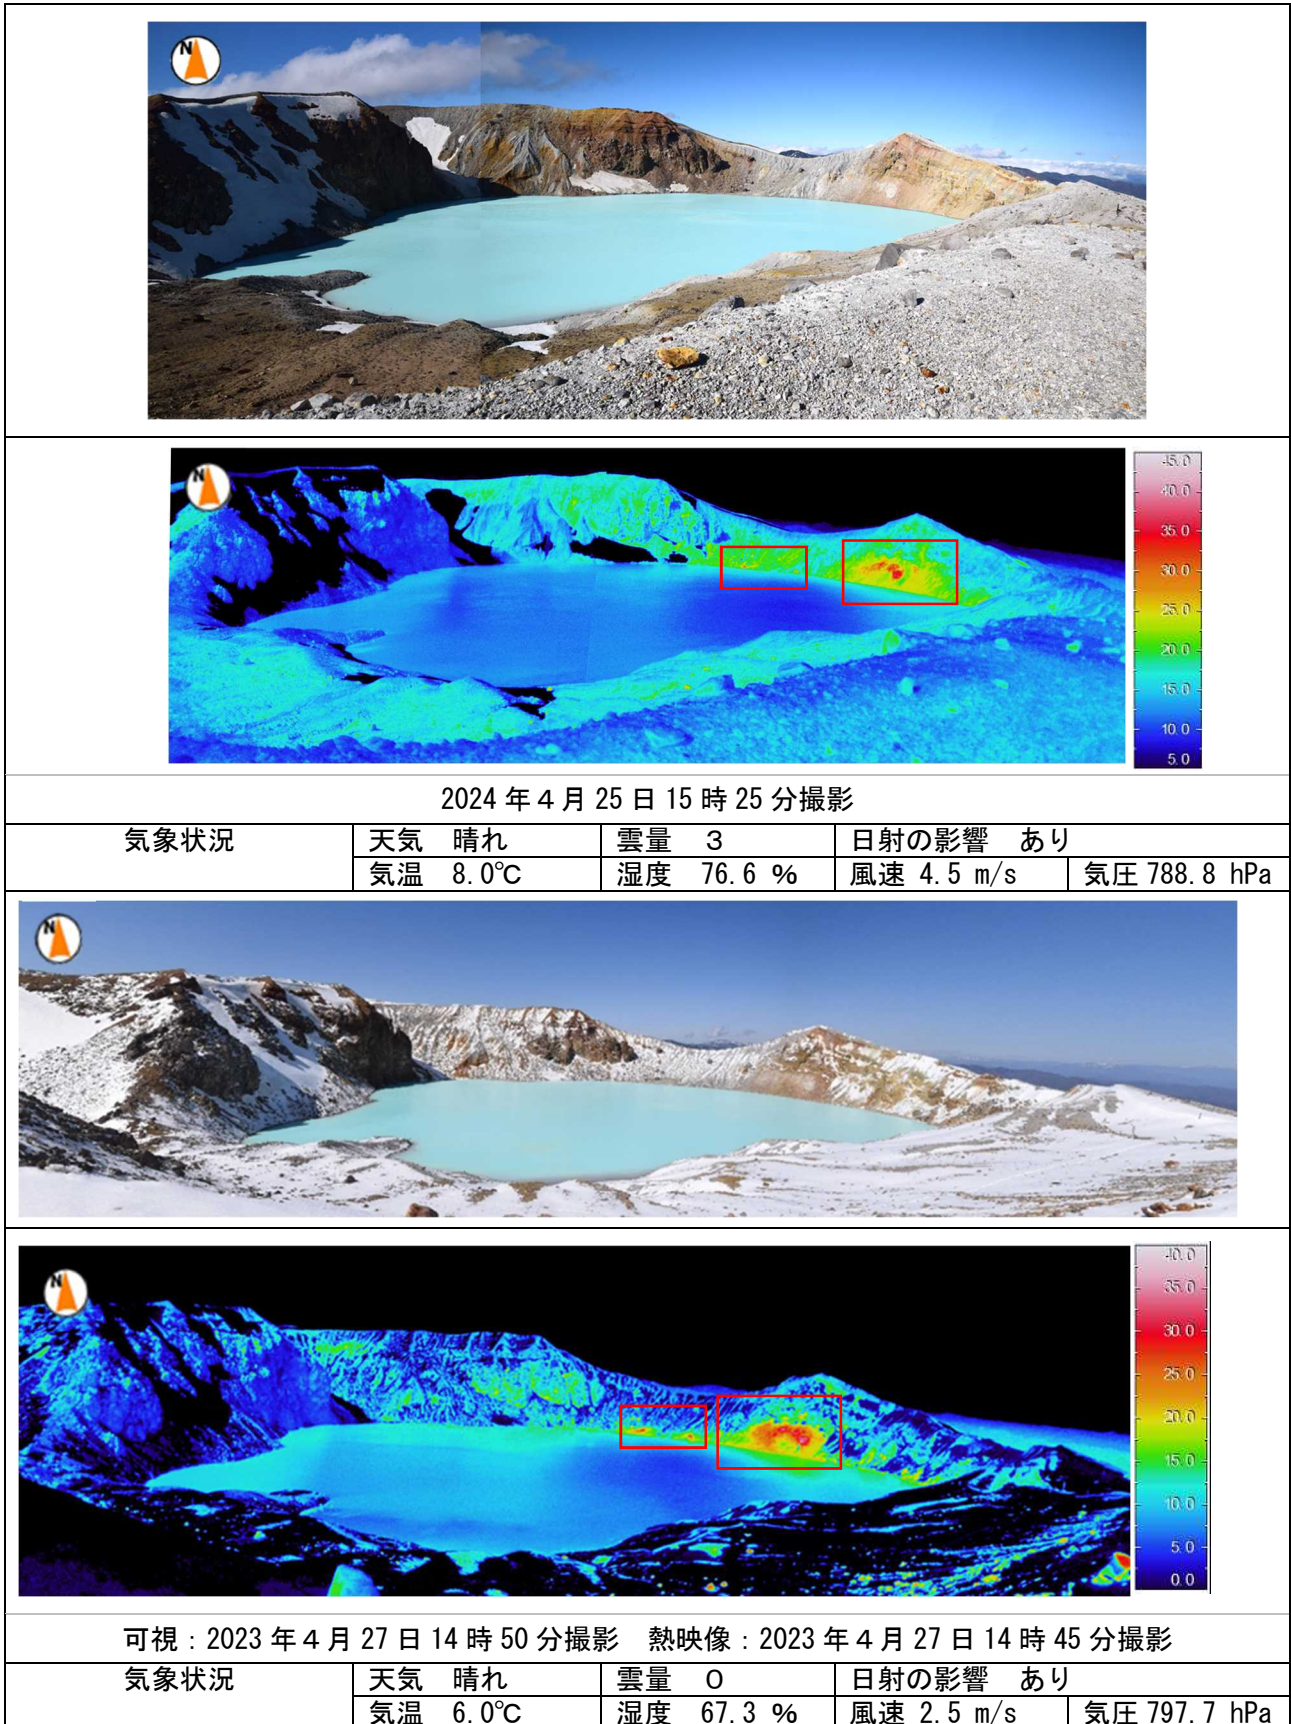 N
N
45.0
40.0
35.0
30.0
25.0
20.0
15.0
10.0
5.0
2024年4月25日15時25分撮影
気象状況 天気 晴れ 雲量 3 日射の影響 あり
気温 8.0℃ 湿度 76.6 % 風速 4.5 m/s 気圧 788.8 hPa
N
N
40.0
35.0
30.0
25.0
20.0
15.0
10.0
5.0
0.0
可視：2023年4月27日14時50分撮影 熱映像：2023年4月27日14時45分撮影
気象状況 天気 晴れ 雲量 0 日射の影響 あり
気温 6.0℃ 湿度 67.3 % 風速 2.5 m/s 気圧 797.7 hPa